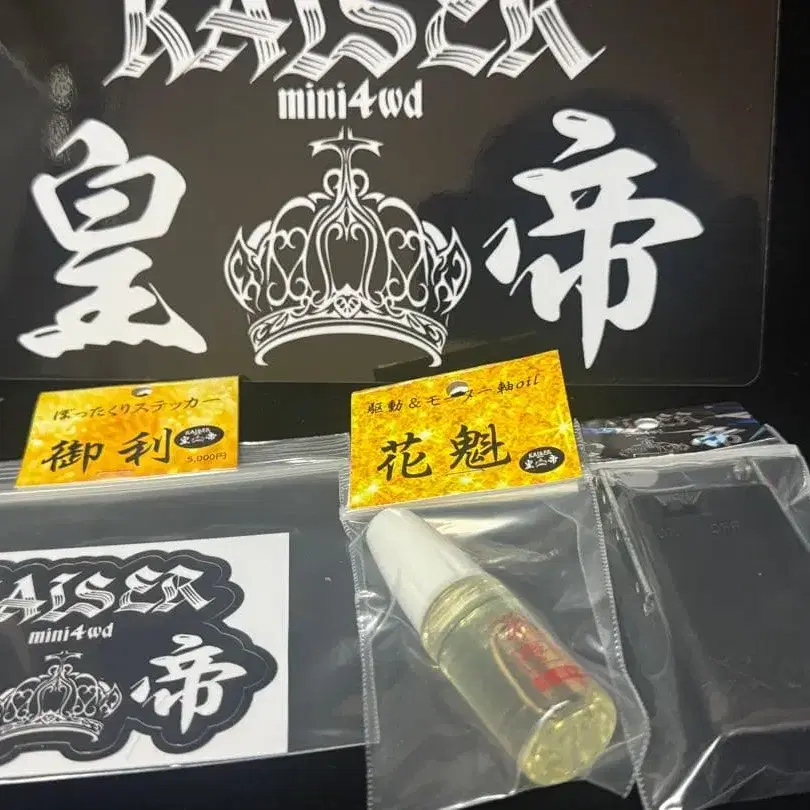 KAISER
mini4wd
皇 帝
ぼったくりステッカー
御利
KAISER
皇帝
5,000円
駆動&モーター軸oil
花魁
KAISER
皇帝
KAISER
mini4wd
帝